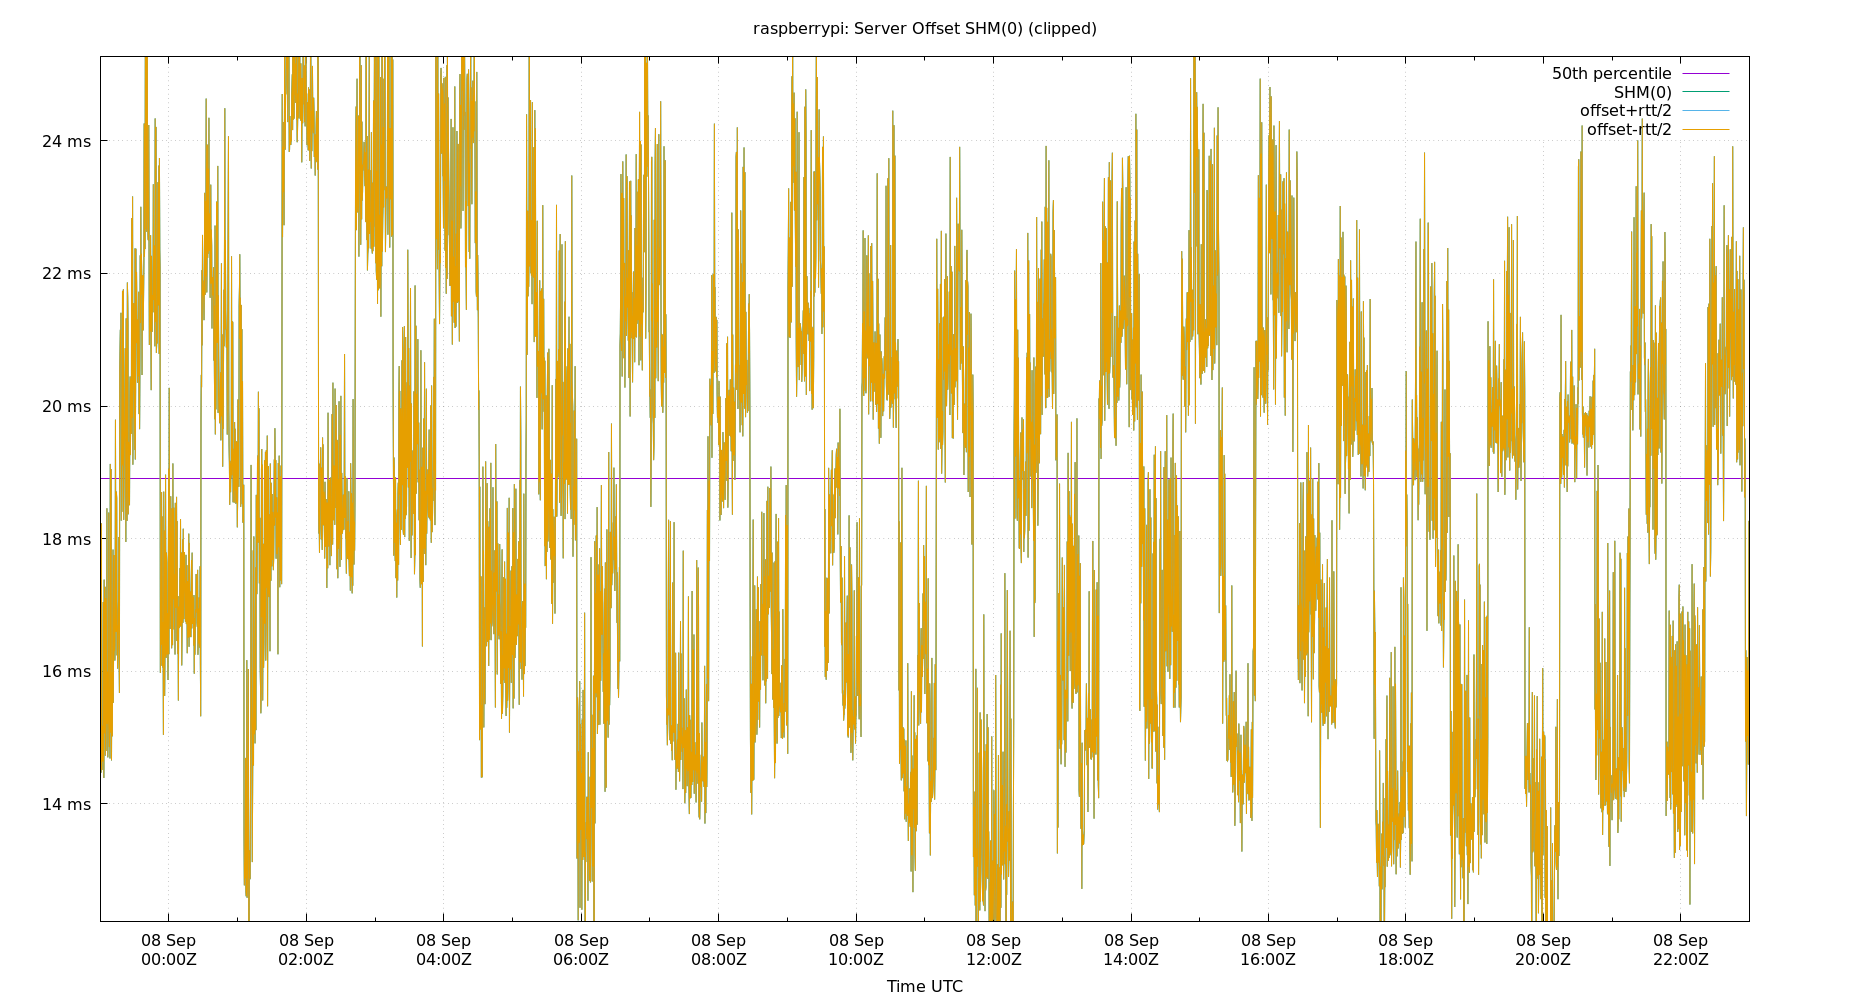 raspberrypi: Server Offset SHM(0) (clipped)
50th percentile
SHM(0)
offset+rtt/2
offset-rtt/2
24 ms
22 ms
20 ms
18 ms
16 ms
14 ms
08 Sep 08 Sep 08 Sep 08 Sep 08 Sep 08 Sep 08 Sep 08 Sep 08 Sep 08 Sep 08 Sep 08 Sep
00:00Z 02:00Z 04:00Z 06:00Z 08:00Z 10:00Z 12:00Z 14:00Z 16:00Z 18:00Z 20:00Z 22:00Z
Time UTC